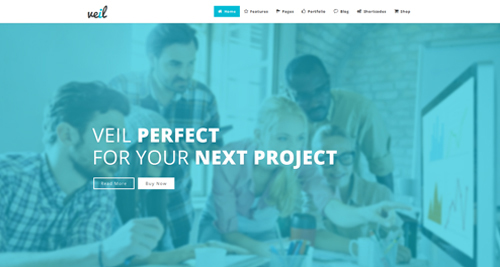 veil
Home Features Pages Portfolio Blog Shortcodes Shop
VEIL PERFECT
FOR YOUR NEXT PROJECT
Read More Buy Now